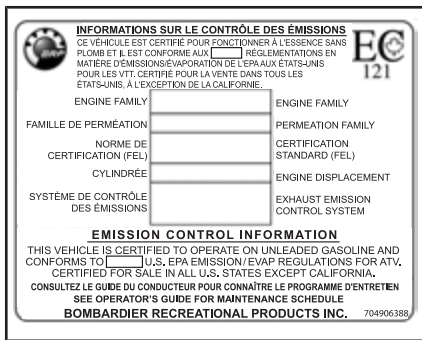 INFORMATIONS SUR LE CONTRÔLE DES ÉMISSIONS
CE VÉHICULE EST CERTIFIÉ POUR FONCTIONNER À L'ESSENCE SANS
PLOMB ET IL EST CONFORME AUX RÉGLEMENTATIONS EN
MATIÈRE D'ÉMISSIONS/ÉVAPORATION DE L'EPA AUX ÉTATS-UNIS
POUR LES VTT. CERTIFIÉ POUR LA VENTE DANS TOUS LES
ÉTATS-UNIS, À L'EXCEPTION DE LA CALIFORNIE.
EC
121
ENGINE FAMILY ENGINE FAMILY
FAMILLE DE PERMÉATION PERMEATION FAMILY
NORME DE CERTIFICATION
CERTIFICATION (FEL) STANDARD (FEL)
CYLINDRÉE ENGINE DISPLACEMENT
SYSTÈME DE CONTRÔLE EXHAUST EMISSION
DES ÉMISSIONS CONTROL SYSTEM
EMISSION CONTROL INFORMATION
THIS VEHICLE IS CERTIFIED TO OPERATE ON UNLEADED GASOLINE AND
CONFORMS TO U.S. EPA EMISSION/EVAP REGULATIONS FOR ATV.
CERTIFIED FOR SALE IN ALL U.S. STATES EXCEPT CALIFORNIA.
CONSULTEZ LE GUIDE DU CONDUCTEUR POUR CONNAÎTRE LE PROGRAMME D'ENTRETIEN
SEE OPERATOR'S GUIDE FOR MAINTENANCE SCHEDULE
BOMBARDIER RECREATIONAL PRODUCTS INC. 704906388